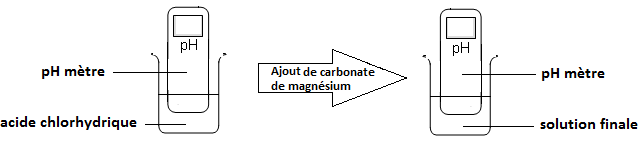 pH
pH mètre
acide chlorhydrique
Ajout de carbonate
de magnésium
pH
pH mètre
solution finale